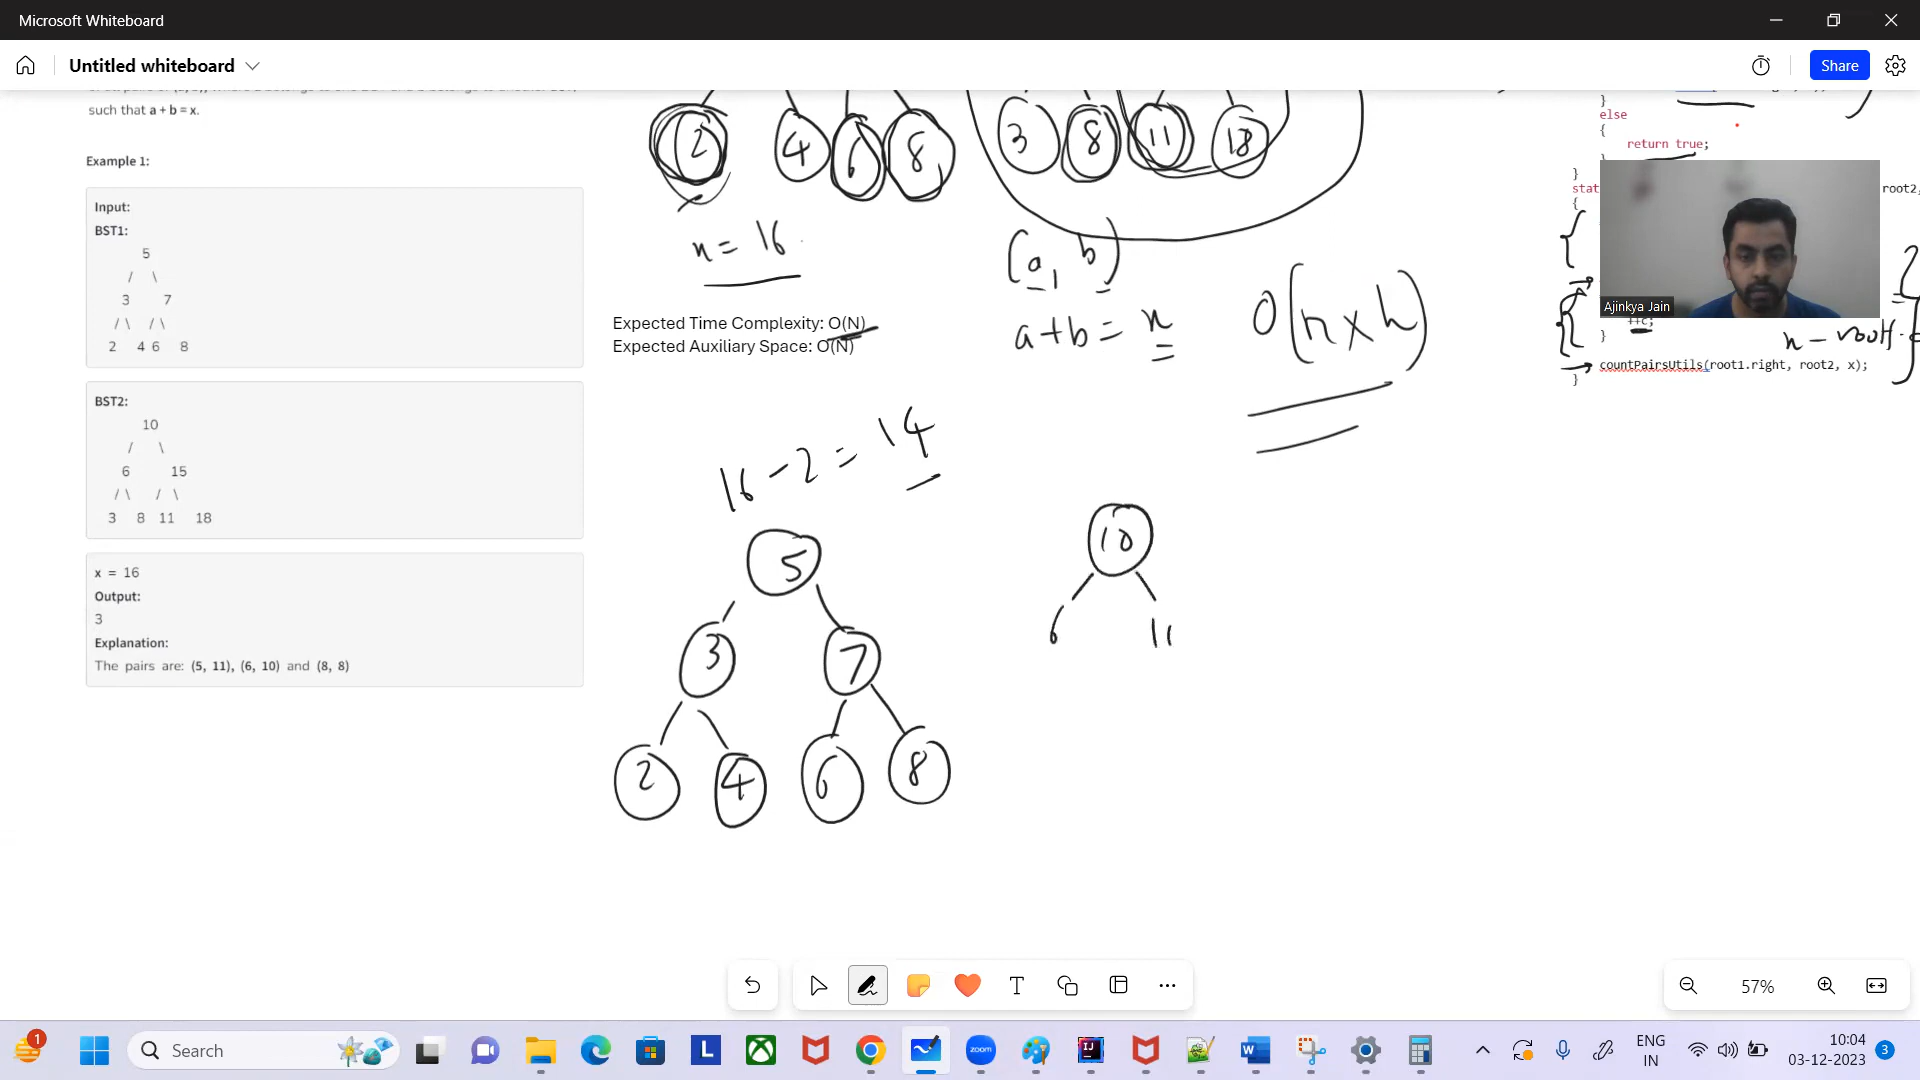 Microsoft Whiteboard
Untitled whiteboard
Share
such that a + b = x.
Example 1:
Input:
BST1:
5
/ \
3 7
/ \ / \
2 4 6 8
BST2:
10
/ \
6 15
/ \ / \
3 8 11 18
x = 16
Output:
3
Explanation:
The pairs are: (5, 11), (6, 10) and (8, 8)
2 4 6 8 3 8 11 18
x = 16
(a, b)
a+b = x
O(n x h)
Expected Time Complexity: O(N)
Expected Auxiliary Space: O(N)
16 - 2 = 14
5
3 7
2 4 6 8
10
6 11
}
else
{
return true;
}
}
stat root2,
{
Ajinkya Jain
++c;
}
x - root.
countPairsUtils(root1.right, root2, x);
}
57%
1
Search
zoom
ENG
IN
10:04
03-12-2023
3